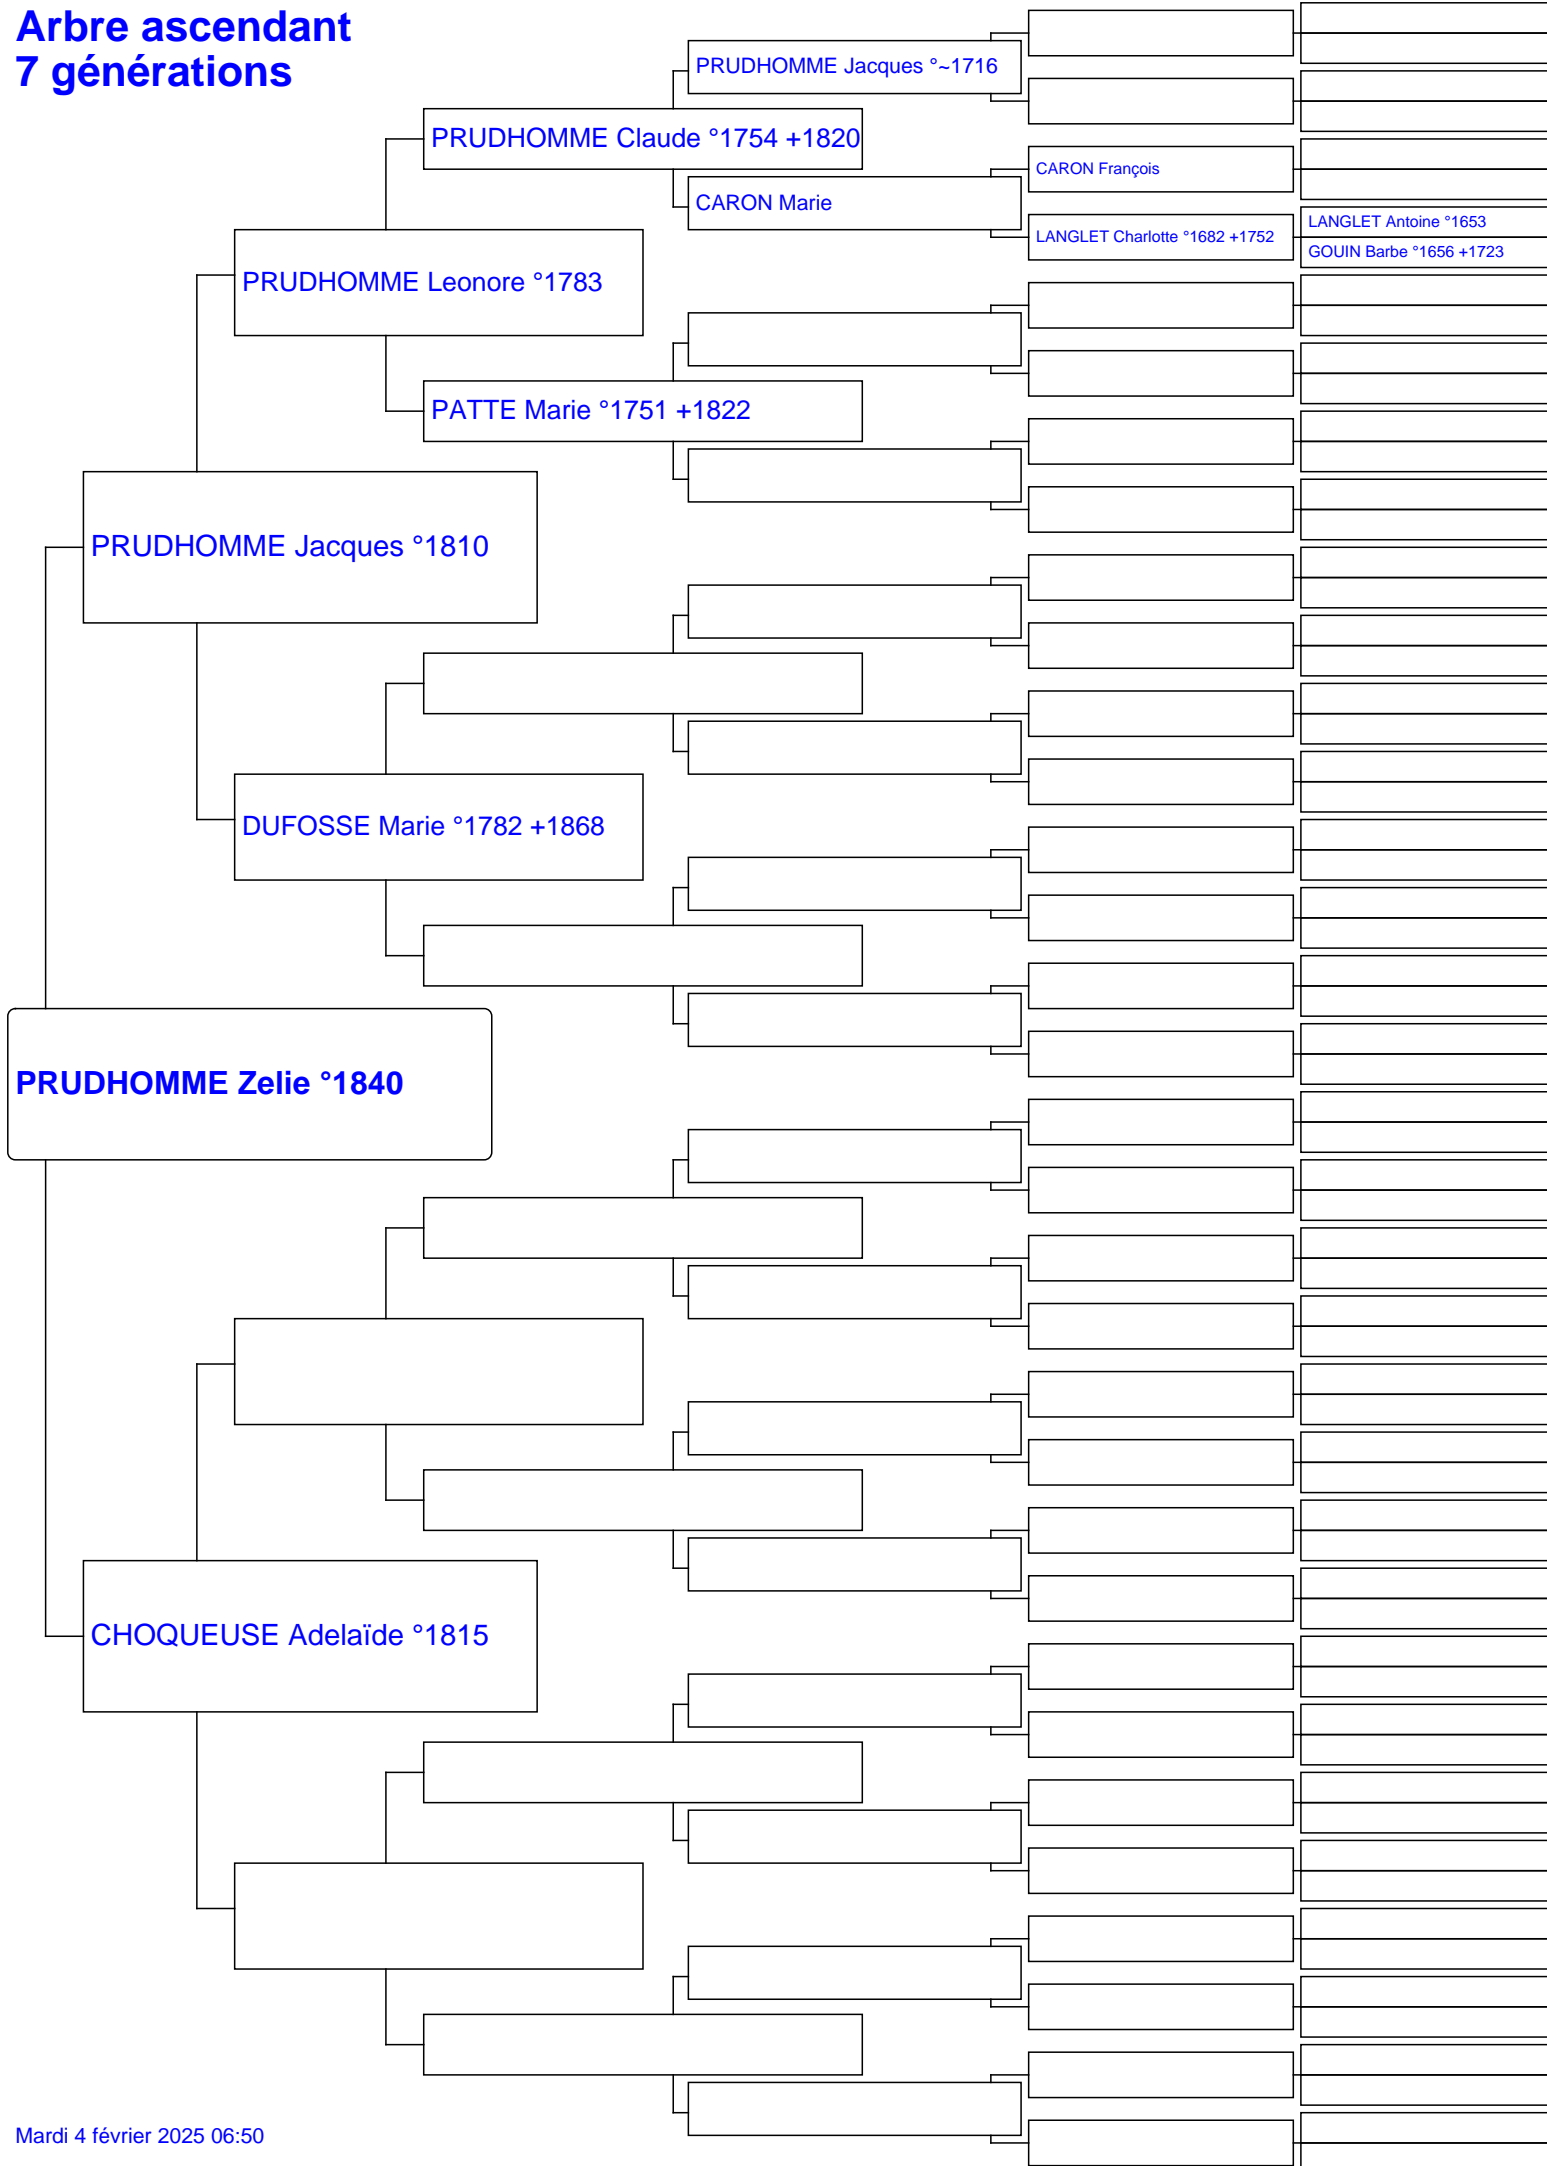 Arbre ascendant
7 générations
PRUDHOMME Jacques °~1716
PRUDHOMME Claude °1754 +1820
CARON François
CARON Marie
LANGLET Antoine °1653
LANGLET Charlotte °1682 +1752
GOUIN Barbe °1656 +1723
PRUDHOMME Leonore °1783
PATTE Marie °1751 +1822
PRUDHOMME Jacques °1810
DUFOSSE Marie °1782 +1868
PRUDHOMME Zelie °1840
CHOQUEUSE Adelaïde °1815
Mardi 4 février 2025 06:50